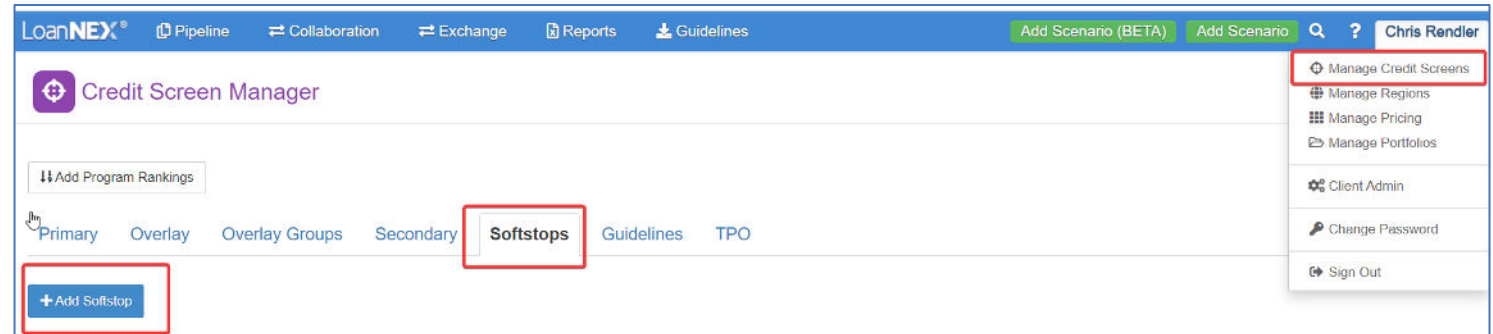 LoanNEX® Pipeline Collaboration Exchange Reports Guidelines Add Scenario (BETA) Add Scenario ? Chris Rendler
Manage Credit Screens
Manage Regions
Manage Pricing
Manage Portfolios
Client Admin
Change Password
Sign Out
Credit Screen Manager
Add Program Rankings
Primary Overlay Overlay Groups Secondary Softstops Guidelines TPO
+Add Softstop